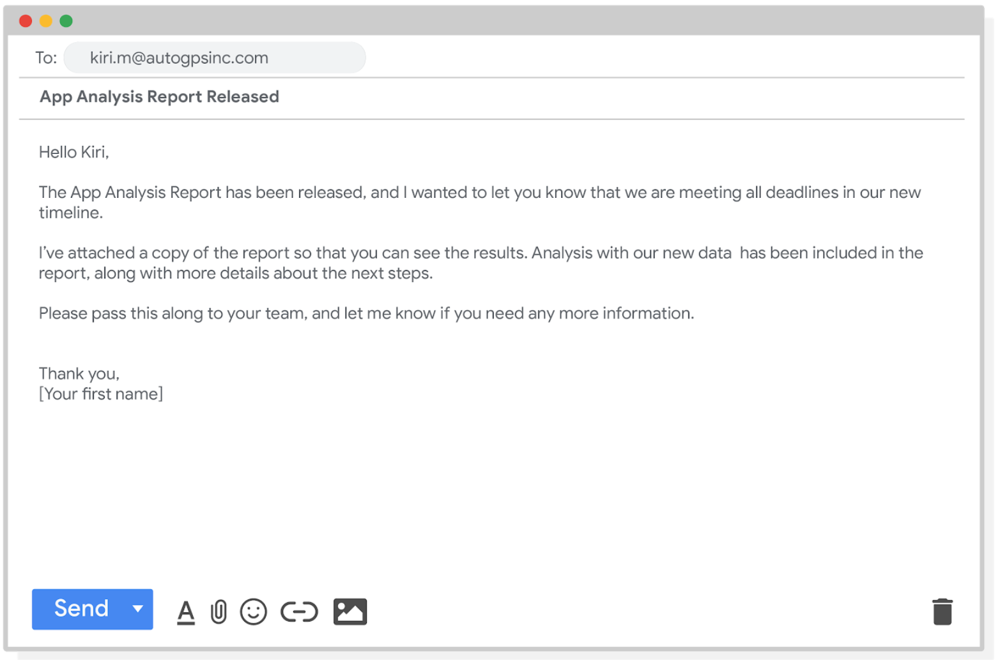 To: kiri.m@autogpsinc.com
App Analysis Report Released
Hello Kiri,
The App Analysis Report has been released, and I wanted to let you know that we are meeting all deadlines in our new
timeline.
I've attached a copy of the report so that you can see the results. Analysis with our new data  has been included in the
report, along with more details about the next steps.
Please pass this along to your team, and let me know if you need any more information.
Thank you,
[Your first name]
Send
A